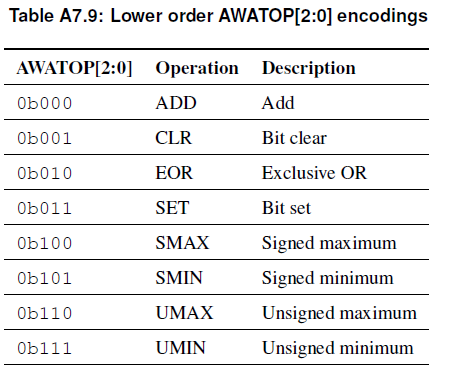 Table A7.9: Lower order AWATOP[2:0] encodings
AWATOP[2:0] Operation Description
0b000 ADD Add
0b001 CLR Bit clear
0b010 EOR Exclusive OR
0b011 SET Bit set
0b100 SMAX Signed maximum
0b101 SMIN Signed minimum
0b110 UMAX Unsigned maximum
0b111 UMIN Unsigned minimum